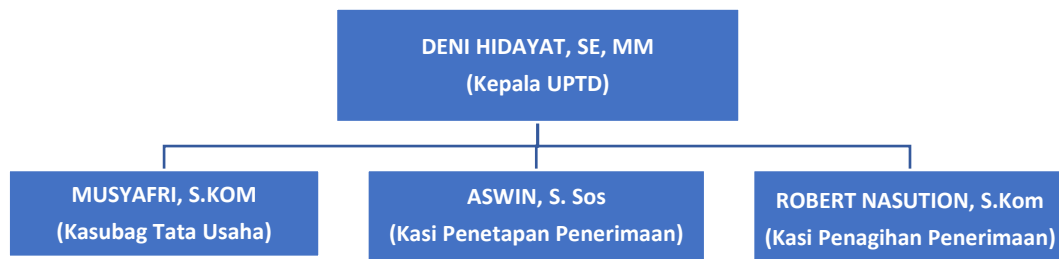 DENI HIDAYAT, SE, MM
(Kepala UPTD)
MUSYAFRI, S.KOM
(Kasubag Tata Usaha)
ASWIN, S. Sos
(Kasi Penetapan Penerimaan)
ROBERT NASUTION, S.Kom
(Kasi Penagihan Penerimaan)